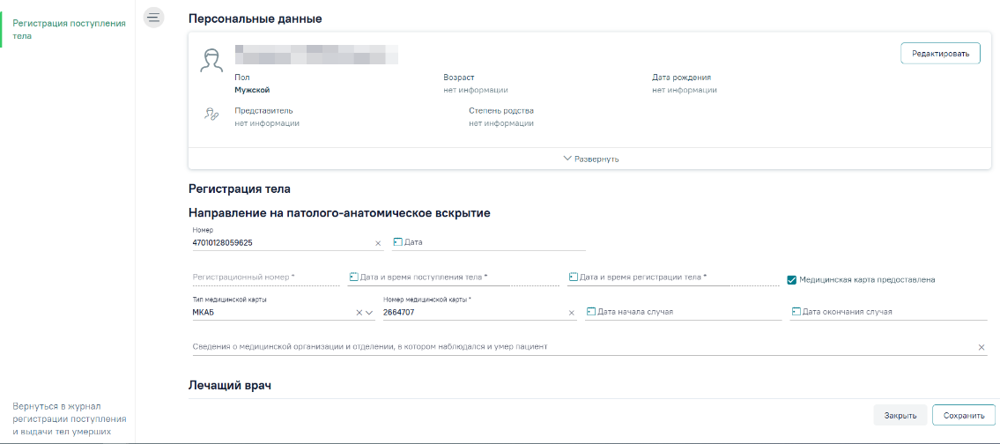 Регистрация поступления
тела
Персональные данные
Редактировать
Пол
Возраст
Дата рождения
Мужской
нет информации
нет информации
Представитель
Степень родства
нет информации
нет информации
Развернуть
Регистрация тела
Направление на патолого-анатомическое вскрытие
Номер
47010128059625
Дата
Регистрационный номер *
Дата и время поступления тела *
Дата и время регистрации тела *
Медицинская карта предоставлена
Тип медицинской карты
Номер медицинской карты *
МКАБ
2664707
Дата начала случая
Дата окончания случая
Сведения о медицинской организации и отделении, в котором наблюдался и умер пациент
Лечащий врач
Вернуться в журнал
регистрации поступления
и выдачи тел умерших
Закрыть
Сохранить